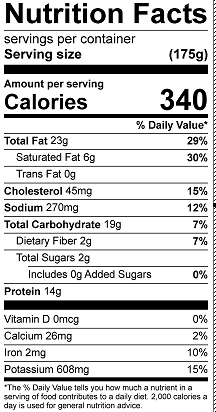 Nutrition Facts
servings per container
Serving size (175g)
Amount per serving
Calories 340
% Daily Value*
Total Fat 23g 29%
Saturated Fat 6g 30%
Trans Fat 0g
Cholesterol 45mg 15%
Sodium 270mg 12%
Total Carbohydrate 19g 7%
Dietary Fiber 2g 7%
Total Sugars 2g
Includes 0g Added Sugars 0%
Protein 14g
Vitamin D 0mcg 0%
Calcium 26mg 2%
Iron 2mg 10%
Potassium 608mg 15%
*The % Daily Value tells you how much a nutrient in a
serving of food contributes to a daily diet. 2,000 calories a
day is used for general nutrition advice.